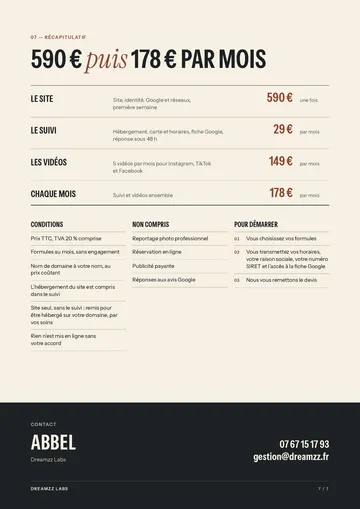 07 — RÉCAPITULATIF
590 € puis 178 € PAR MOIS
LE SITE
Site, identité, Google et réseaux,
première semaine
590 € une fois
LE SUIVI
Hébergement, carte et horaires, fiche Google,
réponse sous 48 h
29 € par mois
LES VIDÉOS
5 vidéos par mois pour Instagram, TikTok
et Facebook
149 € par mois
CHAQUE MOIS
Suivi et vidéos ensemble
178 € par mois
CONDITIONS
Prix TTC, TVA 20 % comprise
Formules au mois, sans engagement
Nom de domaine à votre nom, au
prix coûtant
L'hébergement du site est compris
dans le suivi
Site seul, sans le suivi : remis pour
être hébergé sur votre domaine, par
vos soins
Rien n'est mis en ligne sans
votre accord
NON COMPRIS
Reportage photo professionnel
Réservation en ligne
Publicité payante
Réponses aux avis Google
POUR DÉMARRER
01 Vous choisissez vos formules
02 Vous transmettez vos horaires,
votre raison sociale, votre numéro
SIRET et l'accès à la fiche Google
03 Nous vous remettons le devis
CONTACT
ABBEL
Dreamzz Labs
07 67 15 17 93
gestion@dreamzz.fr
DREAMZZ LABS
7 / 7